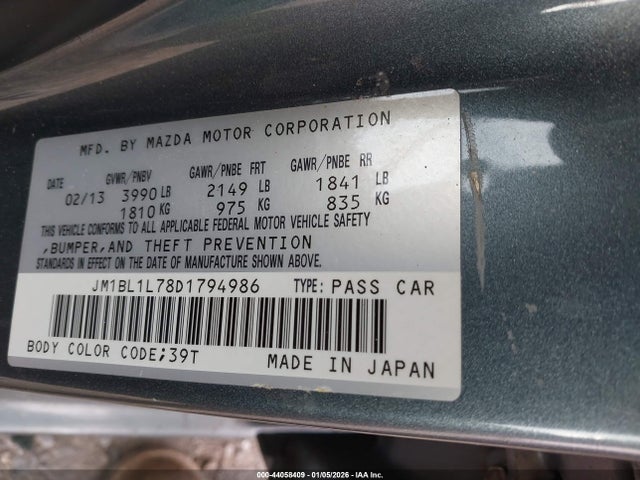 MFD. BY MAZDA MOTOR CORPORATION
DATE GVWR/PNBV GAWR/PNBE FRT GAWR/PNBE RR
02/13 3990 LB 2149 LB 1841 LB
1810 KG 975 KG 835 KG
THIS VEHICLE CONFORMS TO ALL APPLICABLE FEDERAL MOTOR VEHICLE SAFETY
,BUMPER,AND THEFT PREVENTION
STANDARDS IN EFFECT ON THE DATE OF MANUFACTURE SHOWN ABOVE.
JM1BL1L78D1794986 TYPE: PASS CAR
BODY COLOR CODE;39T MADE IN JAPAN
000-44058409 - 01/05/2026 - IAA Inc.